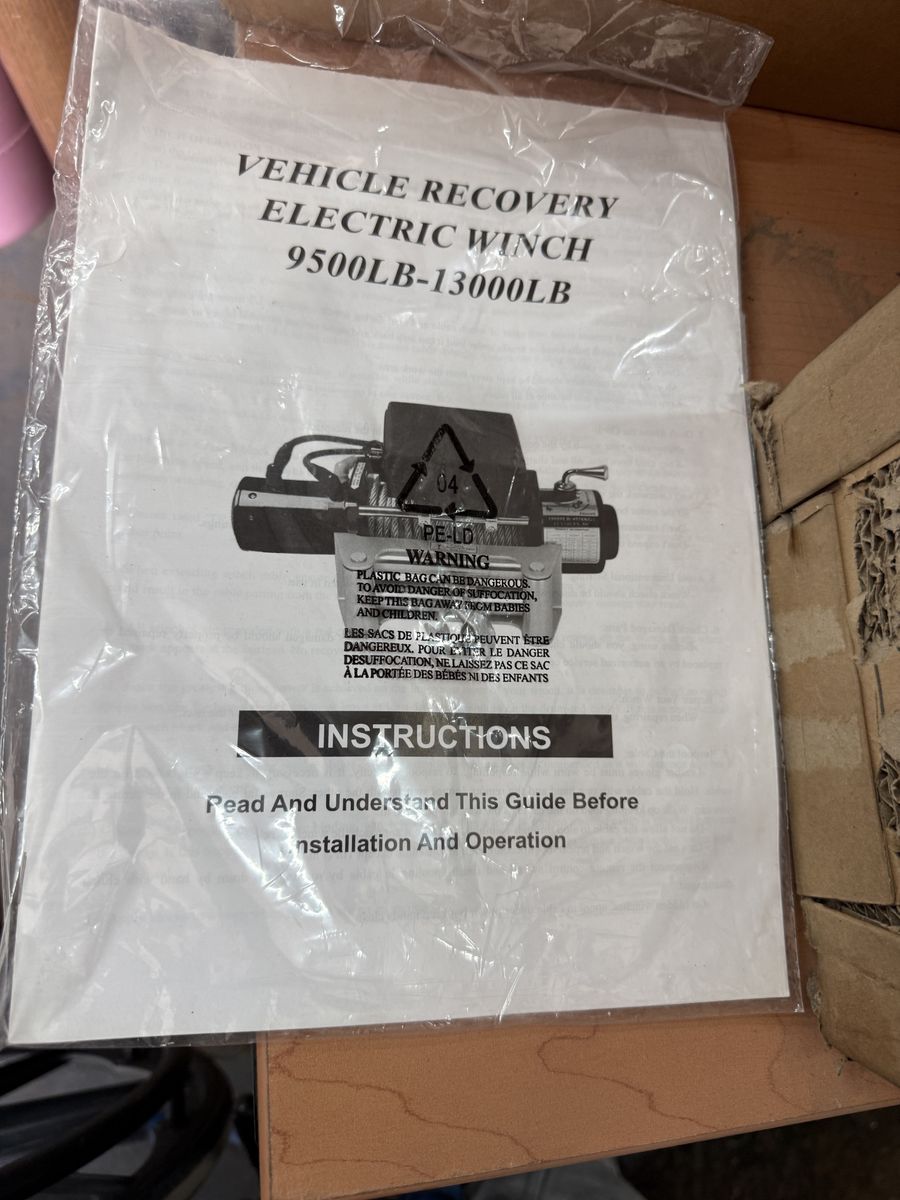 VEHICLE RECOVERY
ELECTRIC WINCH
9500LB-13000LB
04
PE-LD
WARNING
PLASTIC BAG CAN BE DANGEROUS.
TO AVOID DANGER OF SUFFOCATION,
KEEP THIS BAG AWAY FROM BABIES
AND CHILDREN.
LES SACS DE PLASTIQUE PEUVENT ÊTRE
DANGEREUX. POUR EVITER LE DANGER
DESUFFOCATION, NE LAISSEZ PAS CE SAC
À LA PORTÉE DES BÉBÉS NI DES ENFANTS
INSTRUCTIONS
Read And Understand This Guide Before
Installation And Operation